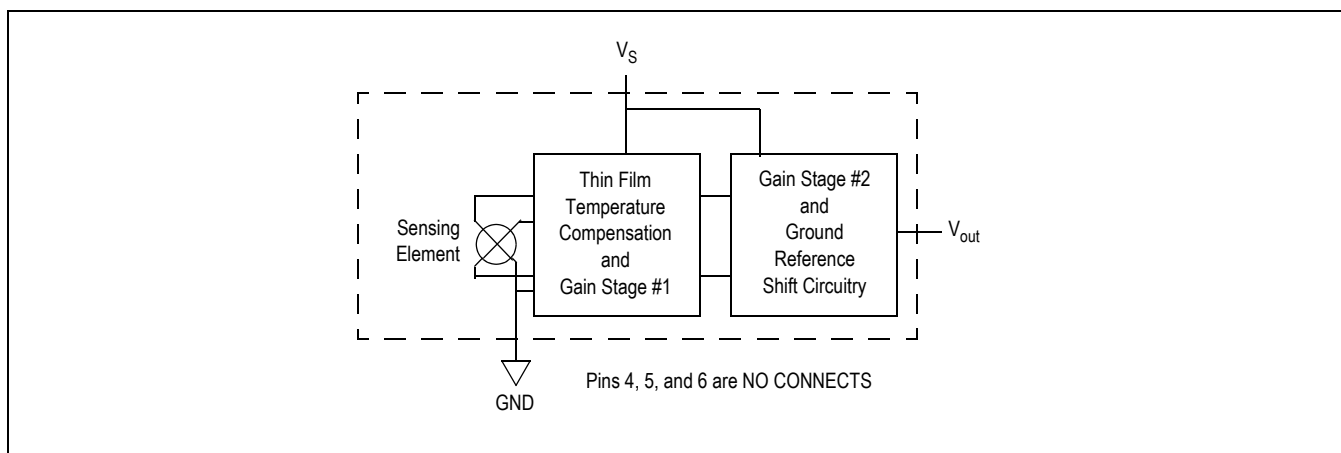 V_S
Thin Film
Temperature
Compensation
and
Gain Stage #1
Gain Stage #2
and
Ground
Reference
Shift Circuitry
Sensing
Element
V_out
GND
Pins 4, 5, and 6 are NO CONNECTS